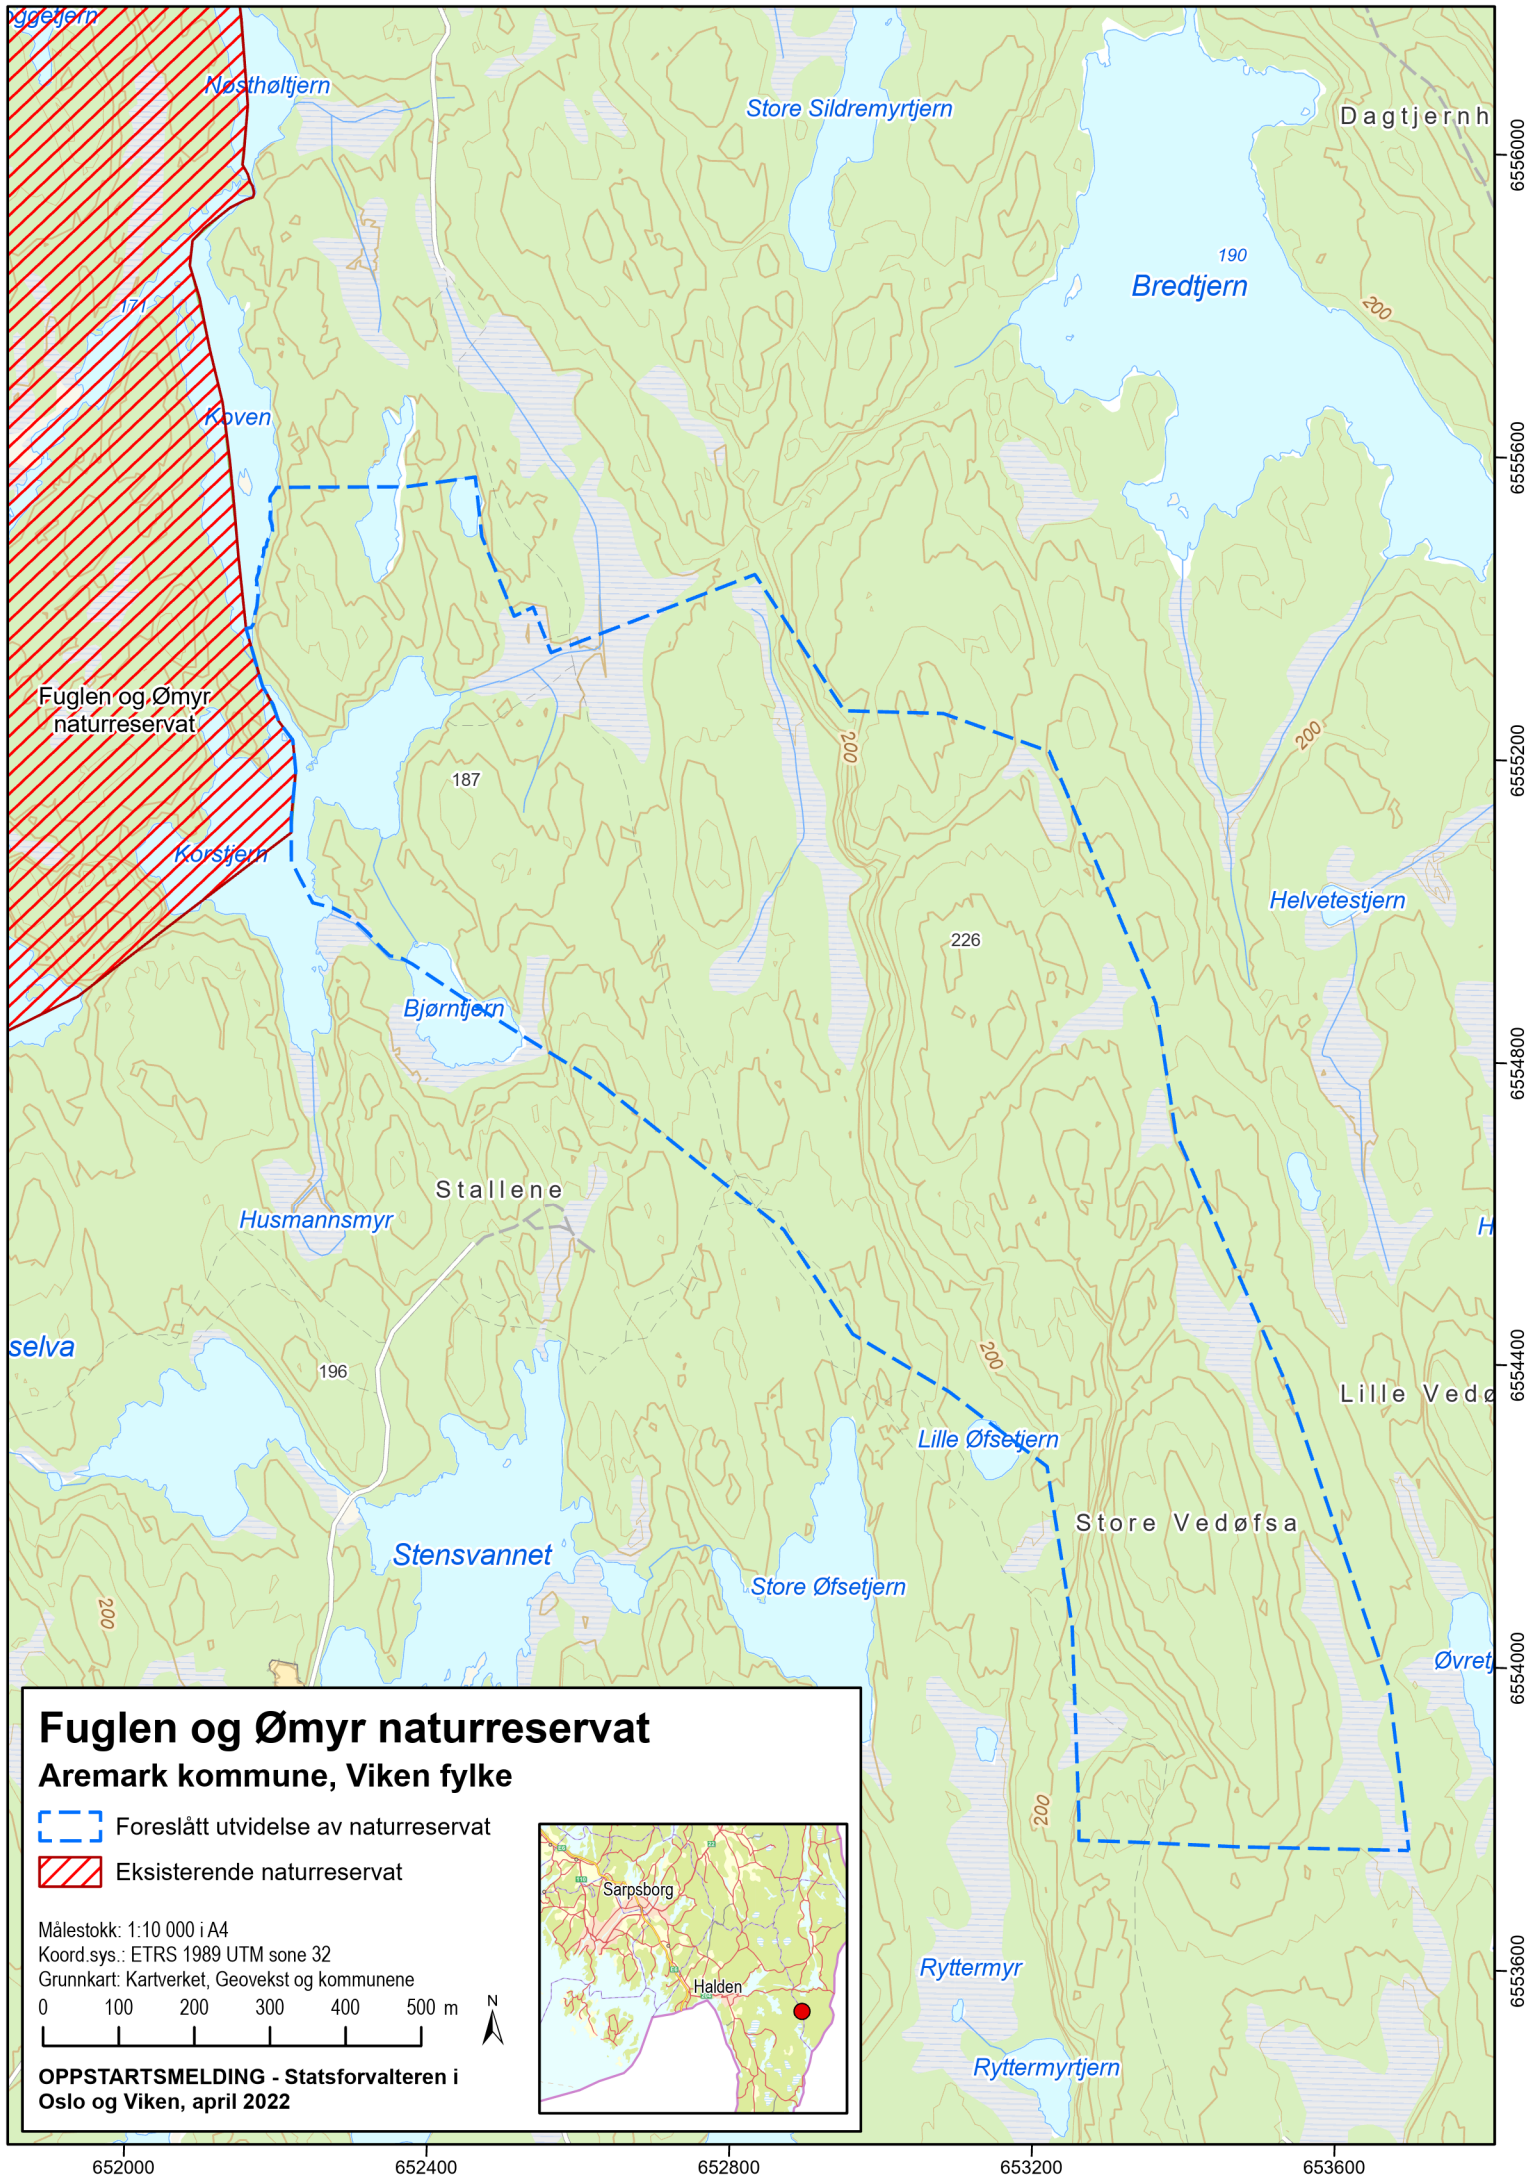 ggetjern
Nøsthøltjern
Store Sildremyrtjern
Dagtjernh
6556000
190
Bredtjern
171
200
Koven
6555600
Fuglen og Ømyr
naturreservat
200
200
187
6555200
Korstjern
Helvetestjern
226
Bjørntjern
6554800
Stallene
Husmannsmyr
H
selva
196
200
6554400
Lille Vedø
Lille Øfsetjern
Store Vedøfsa
Stensvannet
Store Øfsetjern
200
Øvretj
6554000
200
Fuglen og Ømyr naturreservat
Aremark kommune, Viken fylke
Foreslått utvidelse av naturreservat
Eksisterende naturreservat
Målestokk: 1:10 000 i A4
Koord.sys.: ETRS 1989 UTM sone 32
Grunnkart: Kartverket, Geovekst og kommunene
0 100 200 300 400 500 m
N
OPPSTARTSMELDING - Statsforvalteren i
Oslo og Viken, april 2022
Sarpsborg
Halden
Ryttermyr
6553600
Ryttermyrtjern
652000 652400 652800 653200 653600